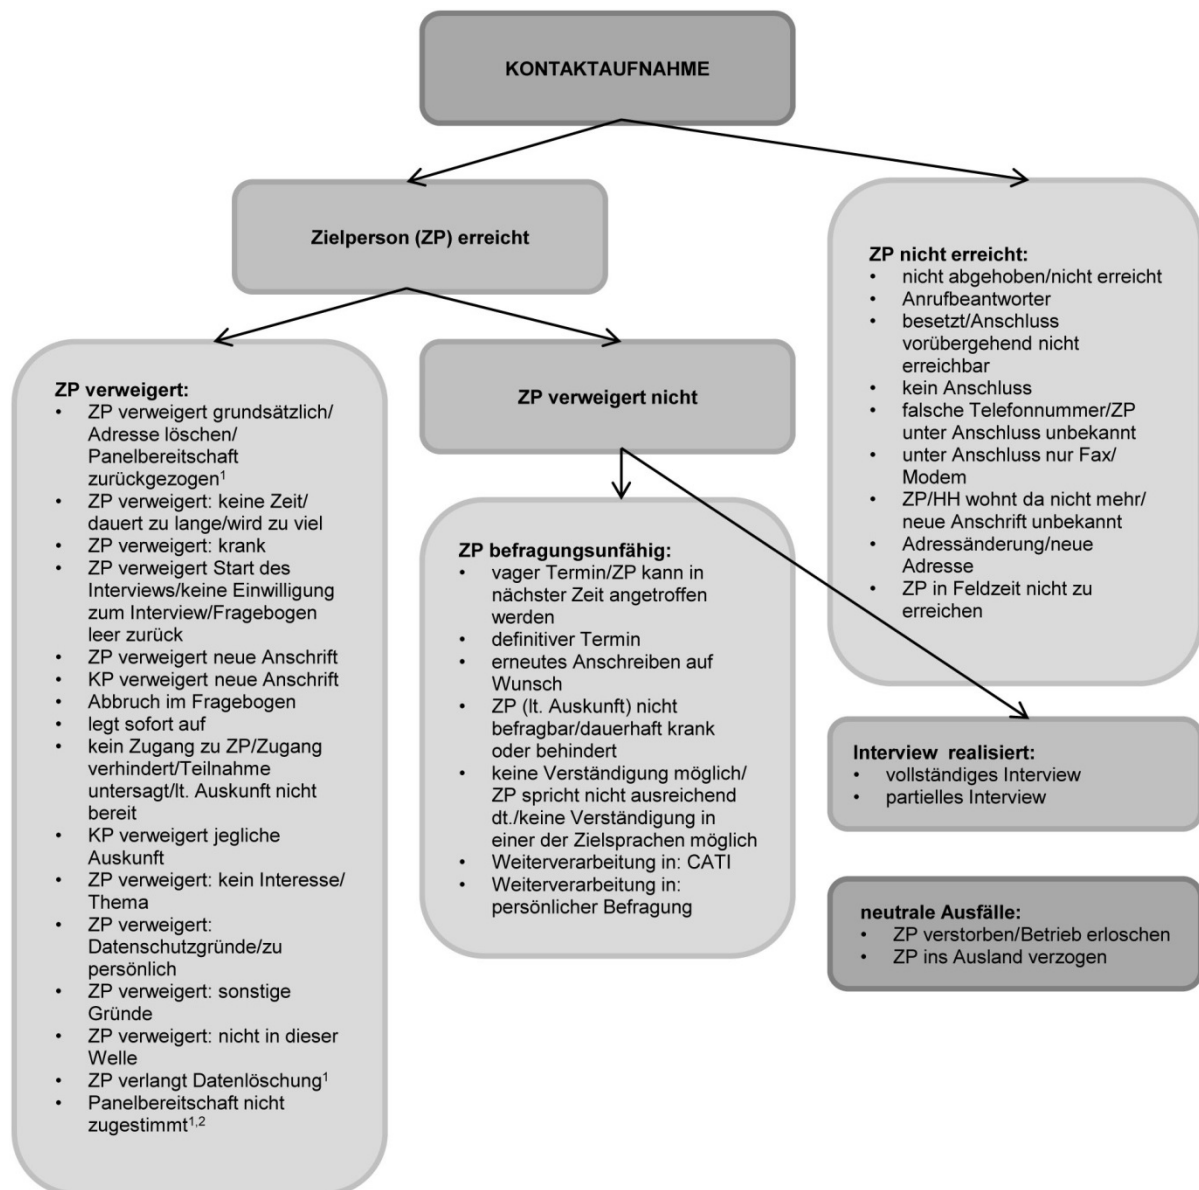 KONTAKTAUFNAHME
Zielperson (ZP) erreicht
ZP nicht erreicht:
• nicht abgehoben/nicht erreicht
• Anrufbeantworter
• besetzt/Anschluss
vorübergehend nicht
erreichbar
• kein Anschluss
• falsche Telefonnummer/ZP
unter Anschluss unbekannt
• unter Anschluss nur Fax/
Modem
• ZP/HH wohnt da nicht mehr/
neue Anschrift unbekannt
• Adressänderung/neue
Adresse
• ZP in Feldzeit nicht zu
erreichen
ZP verweigert:
• ZP verweigert grundsätzlich/
Adresse löschen/
Panelbereitschaft
zurückgezogen¹
• ZP verweigert: keine Zeit/
dauert zu lange/wird zu viel
• ZP verweigert: krank
• ZP verweigert Start des
Interviews/keine Einwilligung
zum Interview/Fragebogen
leer zurück
• ZP verweigert neue Anschrift
• KP verweigert neue Anschrift
• Abbruch im Fragebogen
• legt sofort auf
• kein Zugang zu ZP/Zugang
verhindert/Teilnahme
untersagt/lt. Auskunft nicht
bereit
• KP verweigert jegliche
Auskunft
• ZP verweigert: kein Interesse/
Thema
• ZP verweigert:
Datenschutzgründe/zu
persönlich
• ZP verweigert: sonstige
Gründe
• ZP verweigert: nicht in dieser
Welle
• ZP verlangt Datenlöschung¹
• Panelbereitschaft nicht
zugestimmt¹,²
ZP verweigert nicht
ZP befragungsunfähig:
• vager Termin/ZP kann in
nächster Zeit angetroffen
werden
• definitiver Termin
• erneutes Anschreiben auf
Wunsch
• ZP (lt. Auskunft) nicht
befragbar/dauerhaft krank
oder behindert
• keine Verständigung möglich/
ZP spricht nicht ausreichend
dt./keine Verständigung in
einer der Zielsprachen möglich
• Weiterverarbeitung in: CATI
• Weiterverarbeitung in:
persönlicher Befragung
Interview realisiert:
• vollständiges Interview
• partielles Interview
neutrale Ausfälle:
• ZP verstorben/Betrieb erloschen
• ZP ins Ausland verzogen